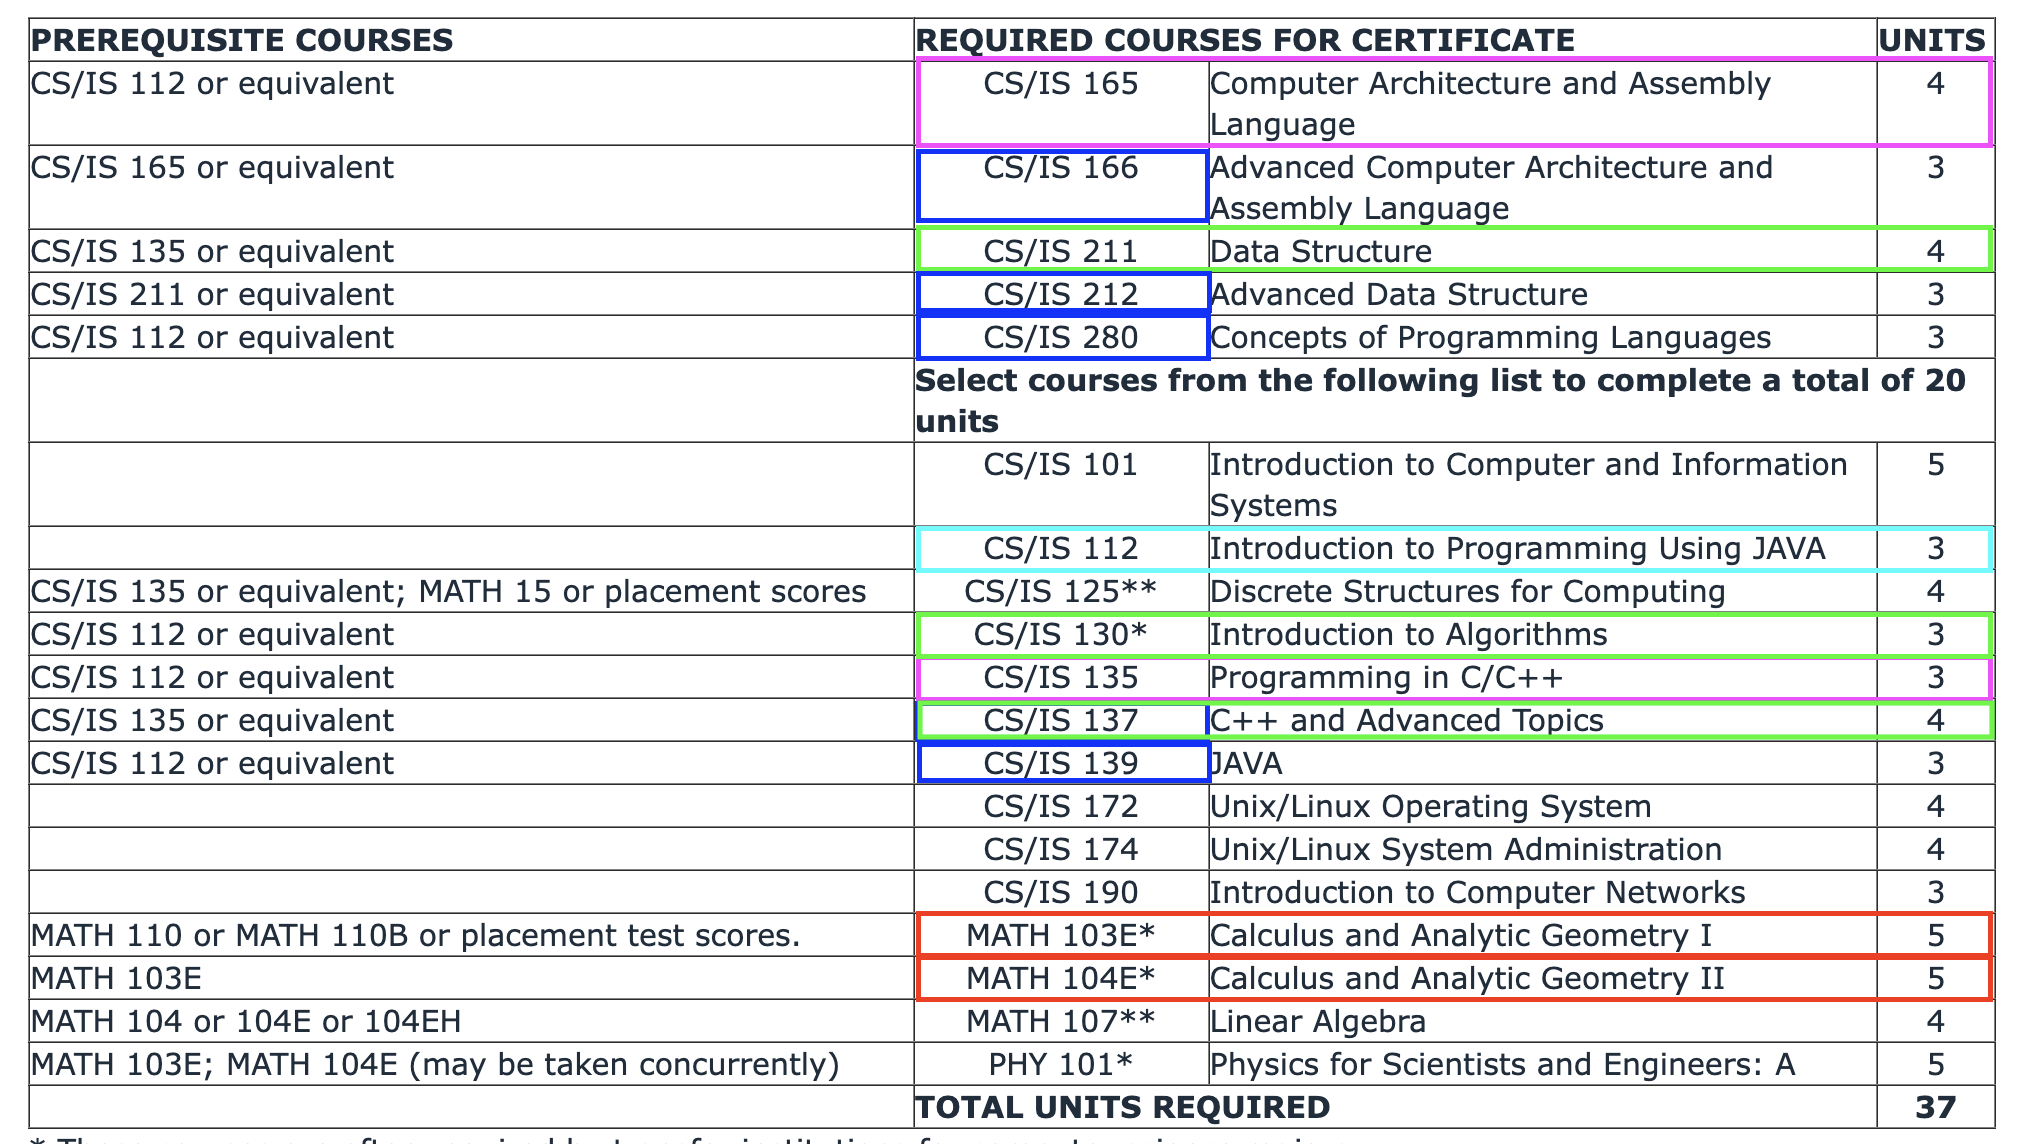 PREREQUISITE COURSES REQUIRED COURSES FOR CERTIFICATE UNITS
CS/IS 112 or equivalent CS/IS 165 Computer Architecture and Assembly 4
Language
CS/IS 165 or equivalent CS/IS 166 Advanced Computer Architecture and 3
Assembly Language
CS/IS 135 or equivalent CS/IS 211 Data Structure 4
CS/IS 211 or equivalent CS/IS 212 Advanced Data Structure 3
CS/IS 112 or equivalent CS/IS 280 Concepts of Programming Languages 3
Select courses from the following list to complete a total of 20
units
CS/IS 101 Introduction to Computer and Information 5
Systems
CS/IS 112 Introduction to Programming Using JAVA 3
CS/IS 135 or equivalent; MATH 15 or placement scores CS/IS 125** Discrete Structures for Computing 4
CS/IS 112 or equivalent CS/IS 130* Introduction to Algorithms 3
CS/IS 112 or equivalent CS/IS 135 Programming in C/C++ 3
CS/IS 135 or equivalent CS/IS 137 C++ and Advanced Topics 4
CS/IS 112 or equivalent CS/IS 139 JAVA 3
CS/IS 172 Unix/Linux Operating System 4
CS/IS 174 Unix/Linux System Administration 4
CS/IS 190 Introduction to Computer Networks 3
MATH 110 or MATH 110B or placement test scores. MATH 103E* Calculus and Analytic Geometry I 5
MATH 103E MATH 104E* Calculus and Analytic Geometry II 5
MATH 104 or 104E or 104EH MATH 107** Linear Algebra 4
MATH 103E; MATH 104E (may be taken concurrently) PHY 101* Physics for Scientists and Engineers: A 5
TOTAL UNITS REQUIRED 37